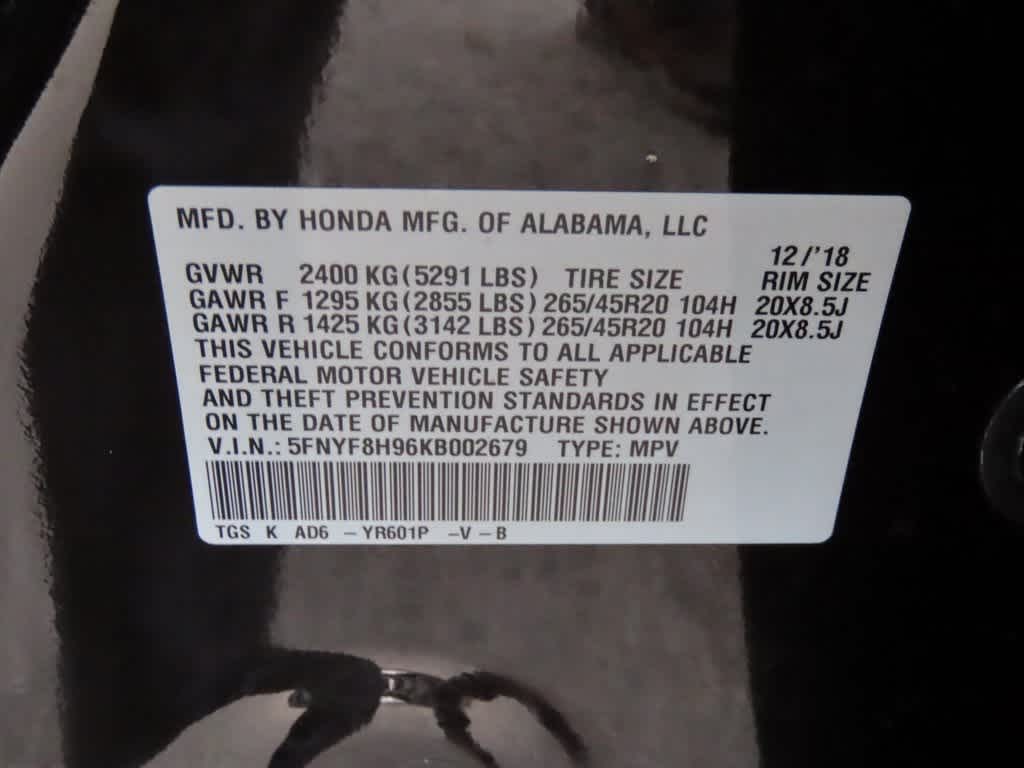 MFD. BY HONDA MFG. OF ALABAMA, LLC
12/'18
GVWR 2400 KG(5291 LBS) TIRE SIZE RIM SIZE
GAWR F 1295 KG(2855 LBS) 265/45R20 104H 20X8.5J
GAWR R 1425 KG(3142 LBS) 265/45R20 104H 20X8.5J
THIS VEHICLE CONFORMS TO ALL APPLICABLE
FEDERAL MOTOR VEHICLE SAFETY
AND THEFT PREVENTION STANDARDS IN EFFECT
ON THE DATE OF MANUFACTURE SHOWN ABOVE.
V.I.N.: 5FNYF8H96KB002679 TYPE: MPV
TGS K AD6 – YR601P –V – B